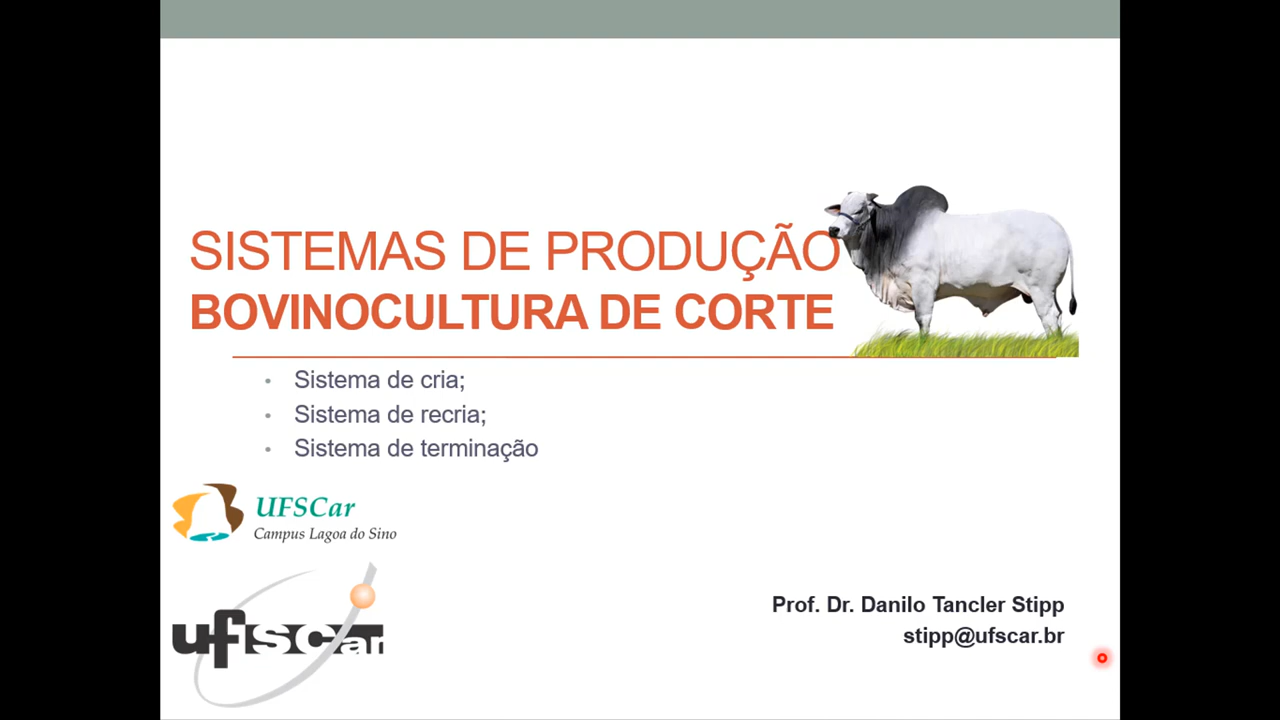 SISTEMAS DE PRODUÇÃO
BOVINOCULTURA DE CORTE
• Sistema de cria;
• Sistema de recria;
• Sistema de terminação
UFSCar
Campus Lagoa do Sino
ufscar
Prof. Dr. Danilo Tancler Stipp
stipp@ufscar.br